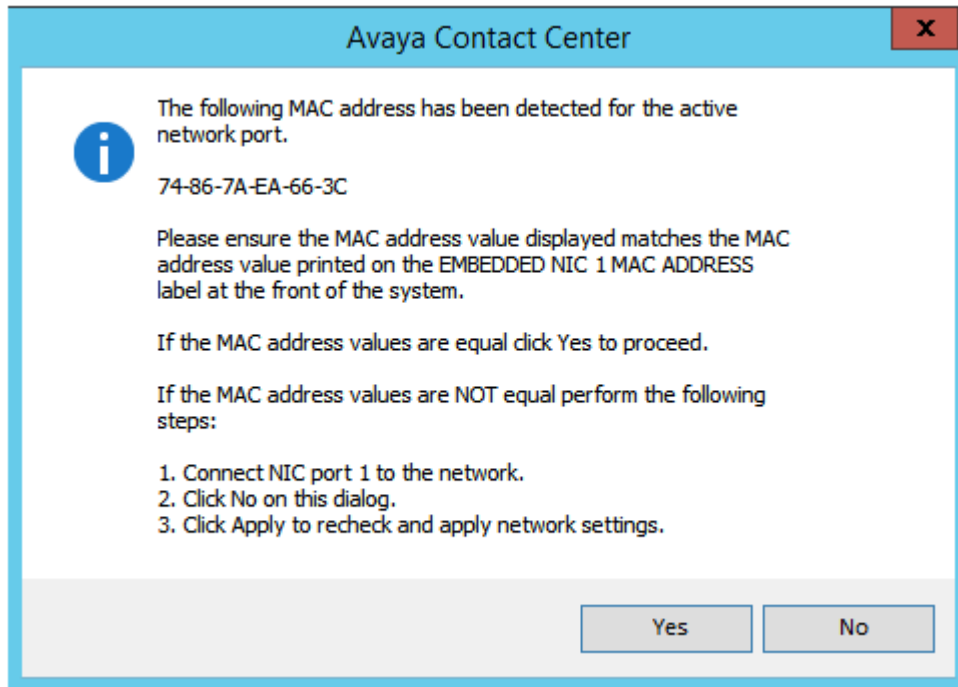 Avaya Contact Center
x
The following MAC address has been detected for the active
network port.
74-86-7A-EA-66-3C
Please ensure the MAC address value displayed matches the MAC
address value printed on the EMBEDDED NIC 1 MAC ADDRESS
label at the front of the system.
If the MAC address values are equal click Yes to proceed.
If the MAC address values are NOT equal perform the following
steps:
1. Connect NIC port 1 to the network.
2. Click No on this dialog.
3. Click Apply to recheck and apply network settings.
Yes No